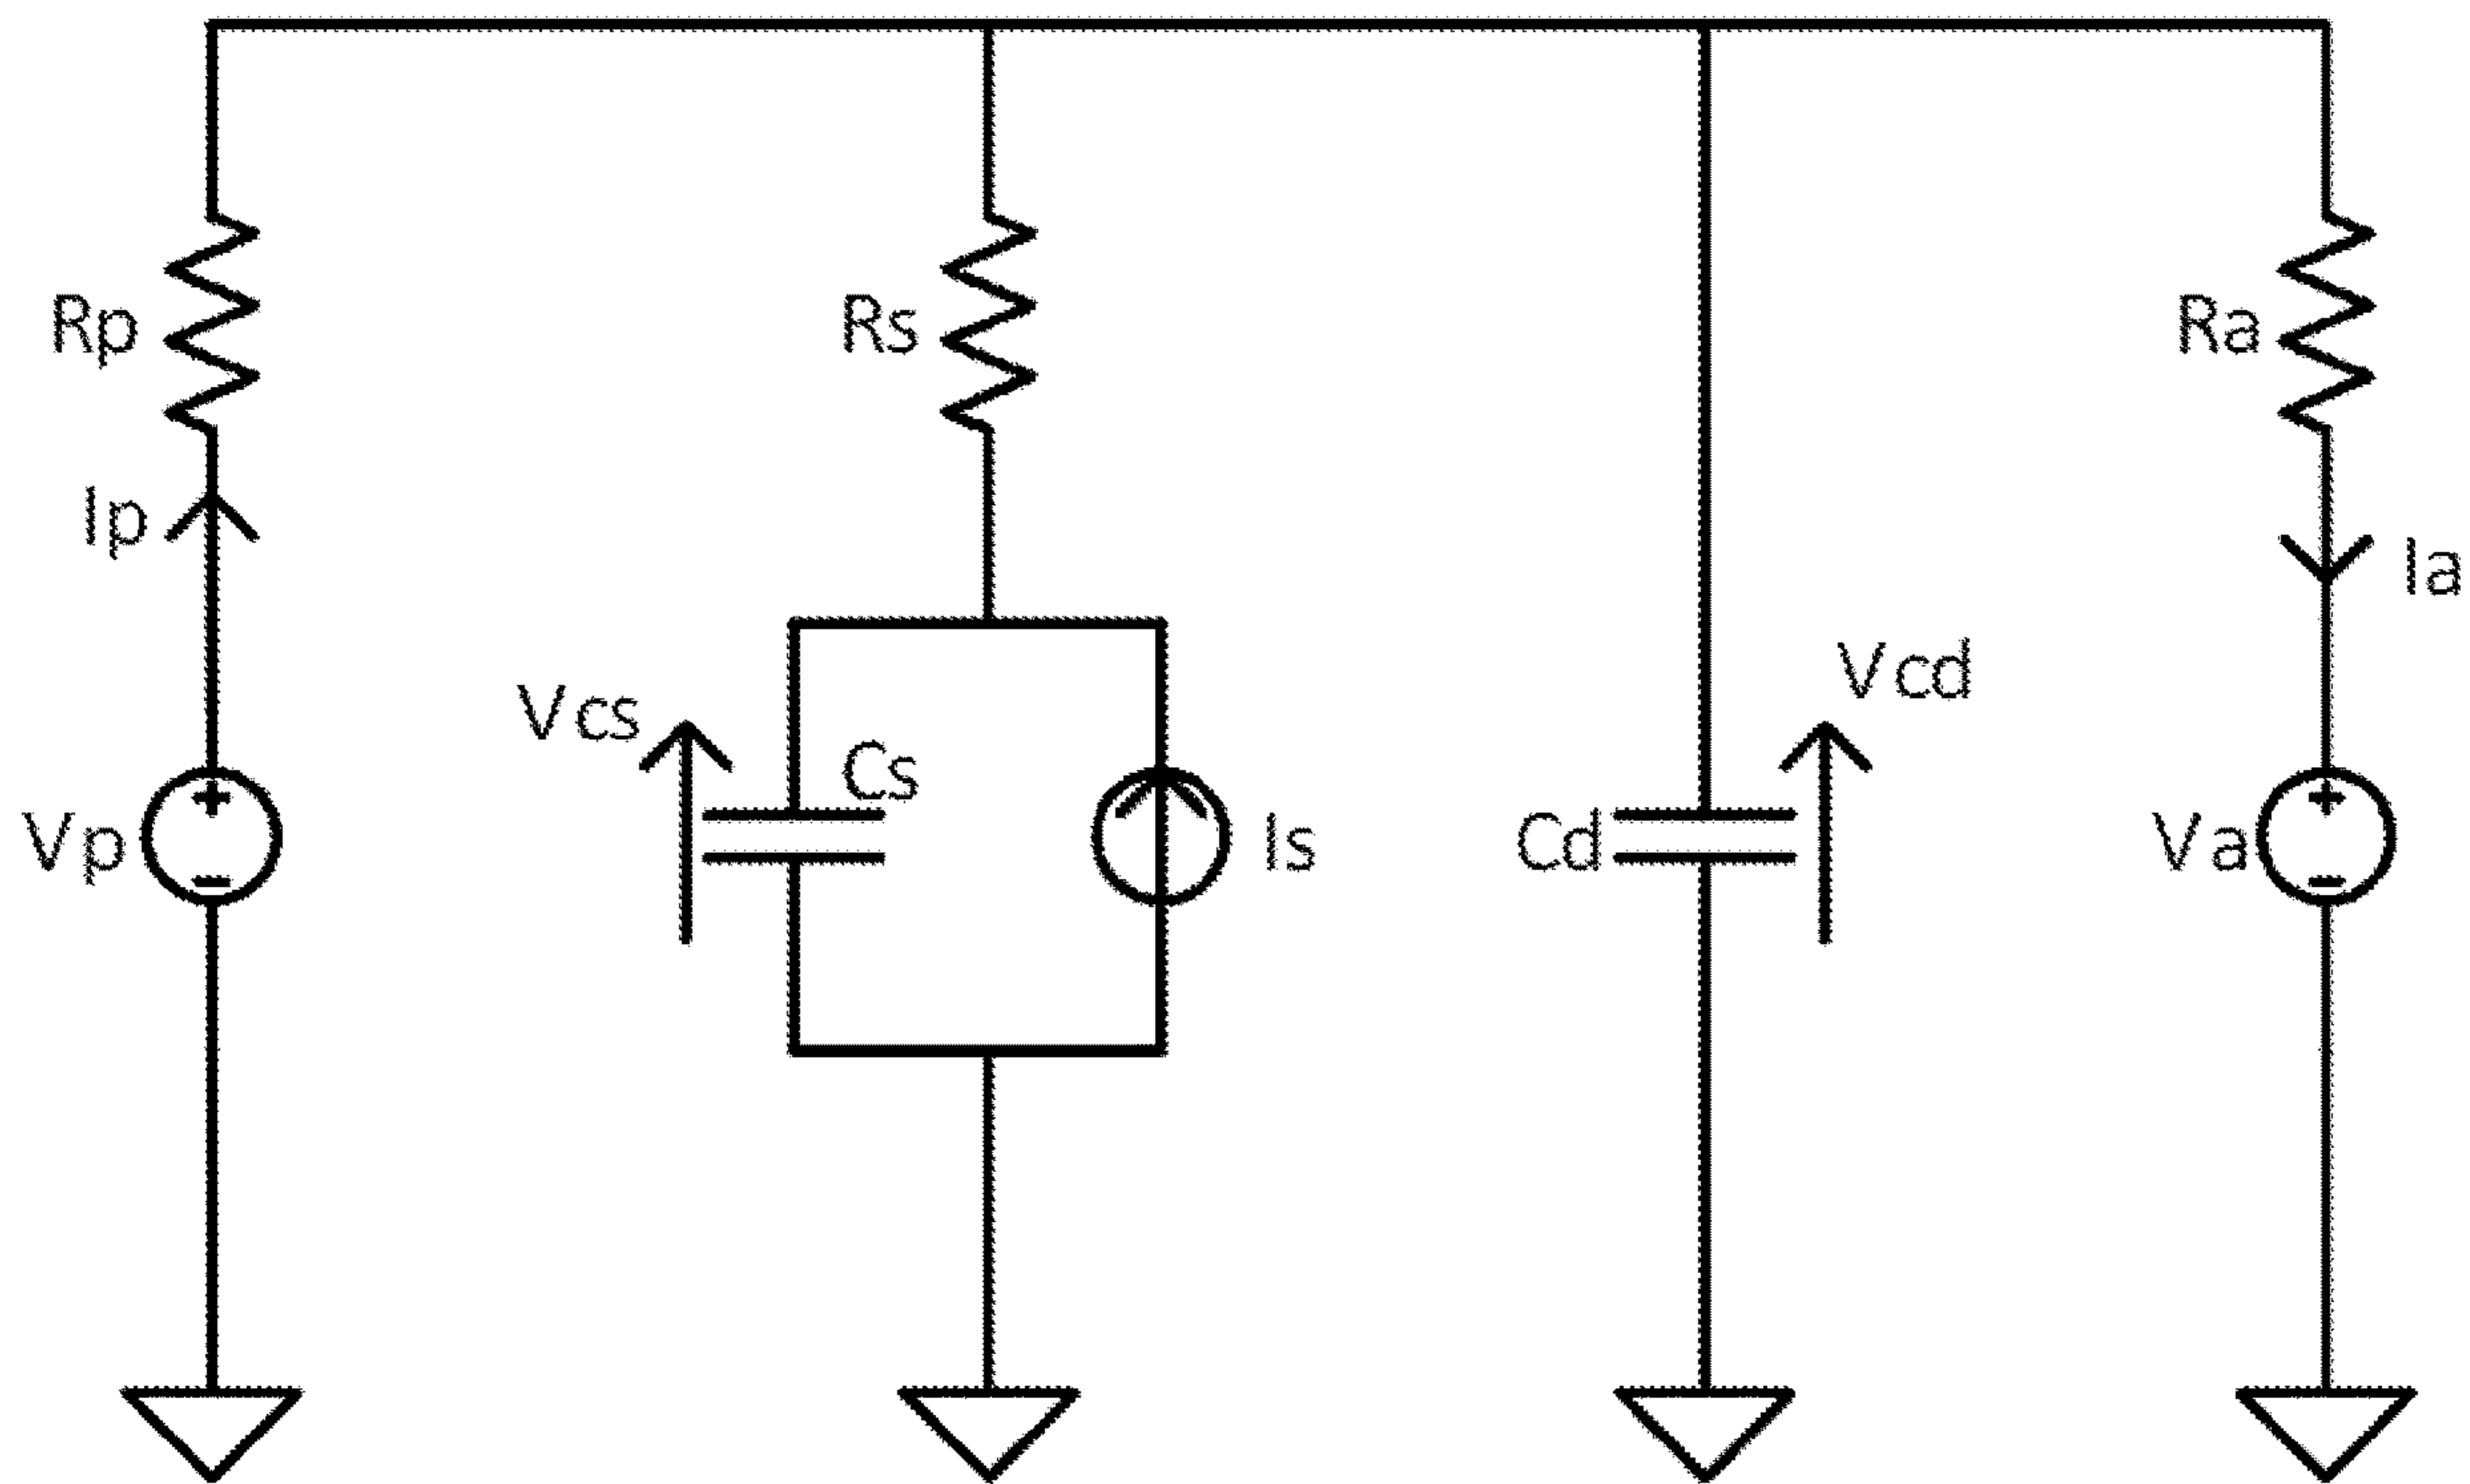 Rp
Rs
Ra
Ip
Ia
Vcs
Vcd
Cs
Vp
+
-
Is
Cd
Va
+
-